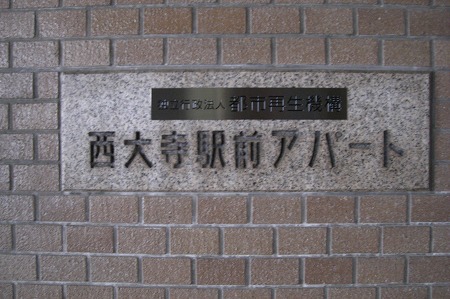 独立行政法人 都市再生機構
西大寺駅前アパート